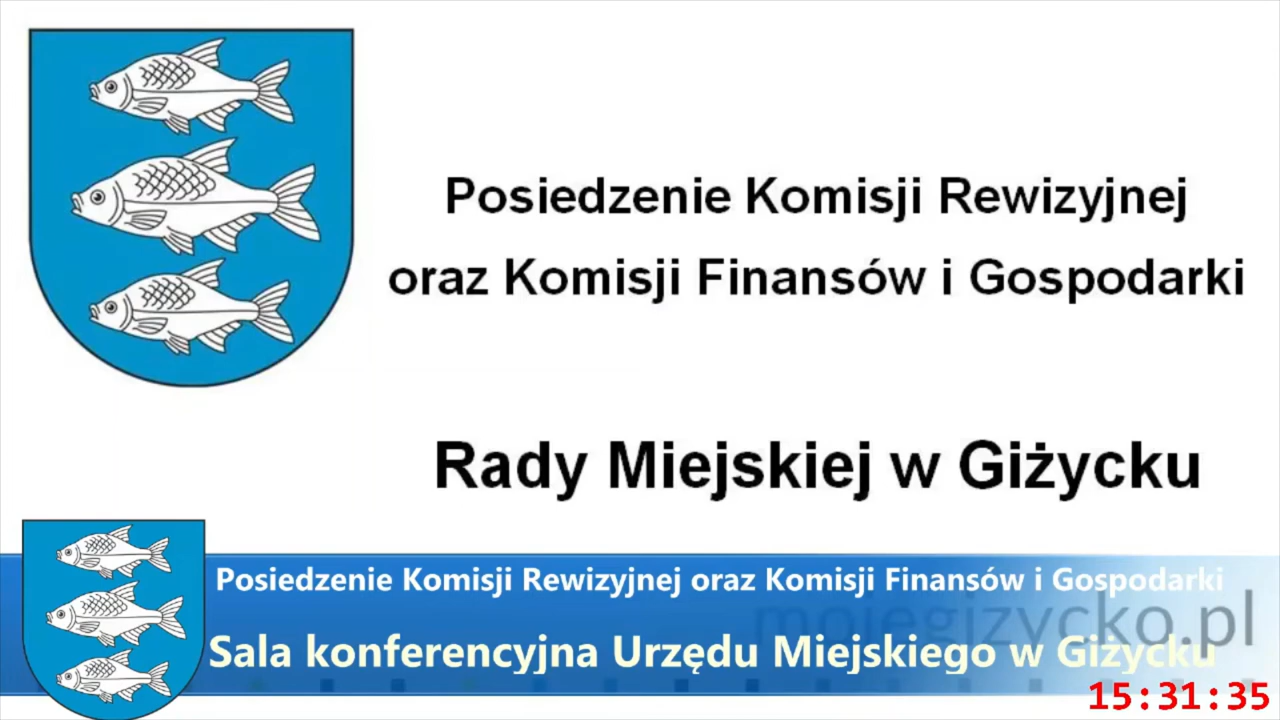 Posiedzenie Komisji Rewizyjnej
oraz Komisji Finansów i Gospodarki
Rady Miejskiej w Giżycku
Posiedzenie Komisji Rewizyjnej oraz Komisji Finansów i Gospodarki
mojegizycko.pl
Sala konferencyjna Urzędu Miejskiego w Giżycku
15:31:35